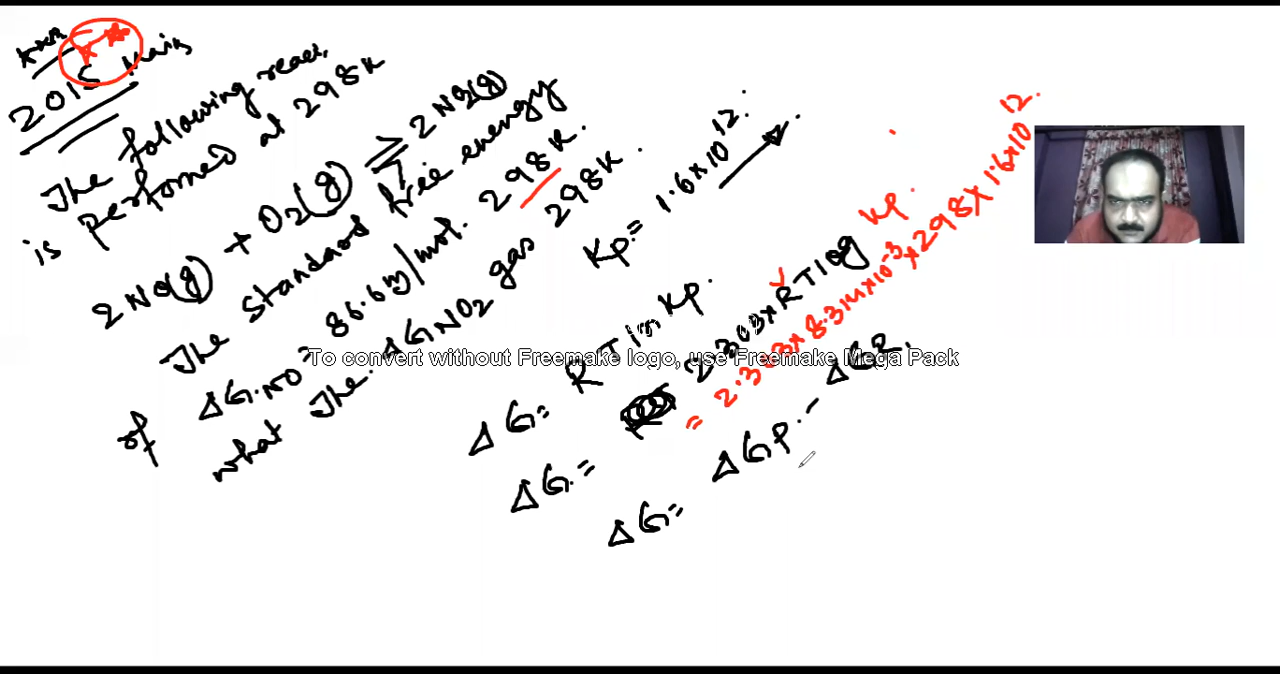 2015 Main
The following reac.
is performed at 298K
2NO(g) + O2(g) ⇌ 2NO2(g)
The standard free energy
of ΔG.NO = 86.6 kJ/mol. 298K.
what The. ΔG NO2 gas 298K.
Kp. = 1.6×10^12.
ΔG = RT ln Kp.
ΔG. = 2.303×RT log Kp.
= 2.303×8.314×10^-3×298×1.6×10^12.
ΔG = ΔGP. - ΔGR.
To convert without Freemake logo, use Freemake Mega Pack